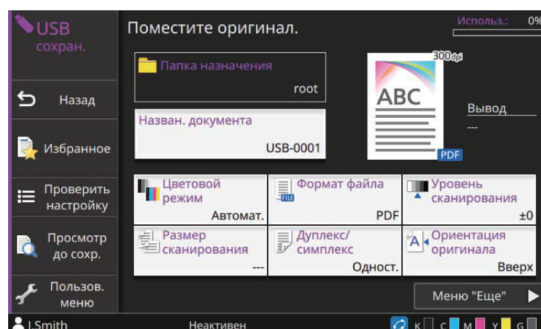 USB
сохран.
Поместите оригинал.
Использ.: 0%
Папка назначения
root
300dpi
ABC
PDF
Вывод
---
Назад
Назван. документа
USB-0001
Избранное
Цветовой
режим
Автомат.
Формат файла
PDF
Уровень
сканирования
±0
Проверить
настройку
Размер
сканирования
---
Дуплекс/
симплекс
Одност.
Ориентация
оригинала
Вверх
Просмотр
до сохр.
Пользов.
меню
Меню "Еще"
J.Smith
Неактивен
K C M Y G